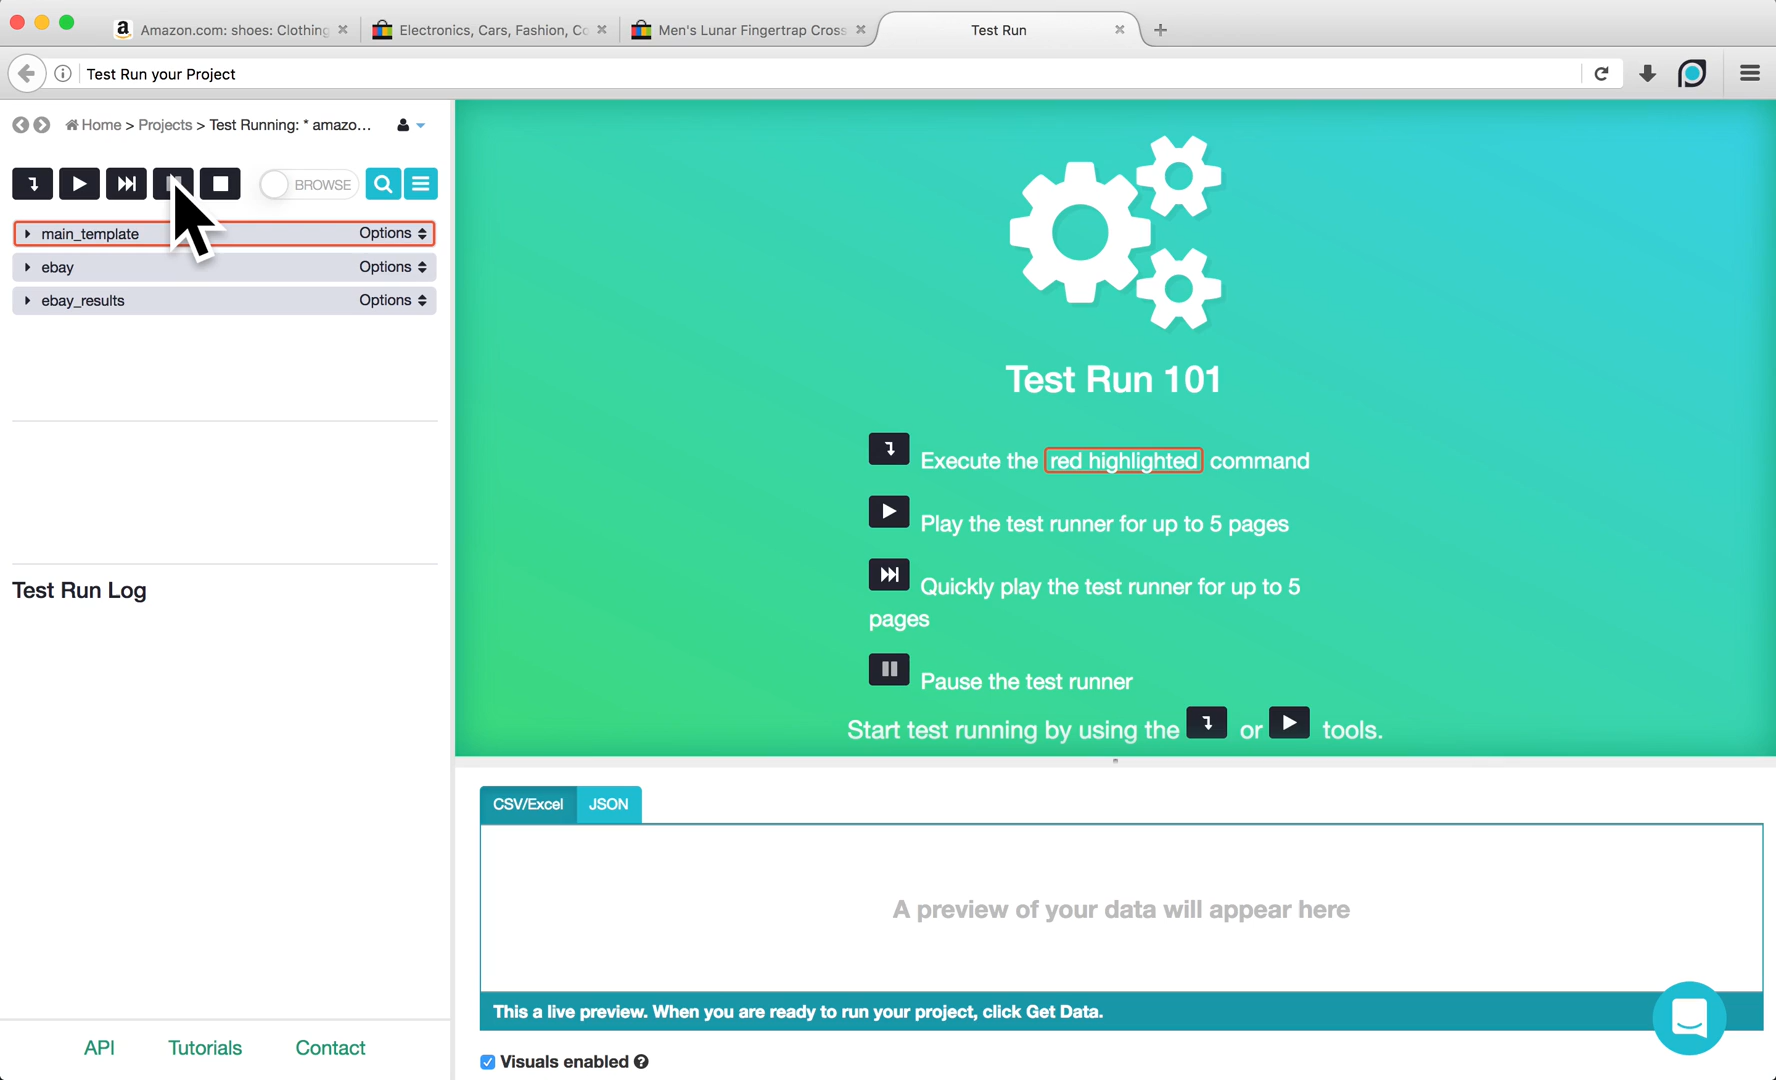 Amazon.com: shoes: Clothing
Electronics, Cars, Fashion, Co
Men's Lunar Fingertrap Cross
Test Run
Test Run your Project
Home > Projects > Test Running: * amazo...
BROWSE
main_template Options
ebay Options
ebay_results Options
Test Run Log
API Tutorials Contact
Test Run 101
Execute the red highlighted command
Play the test runner for up to 5 pages
Quickly play the test runner for up to 5
pages
Pause the test runner
Start test running by using the or tools.
CSV/Excel JSON
A preview of your data will appear here
This a live preview. When you are ready to run your project, click Get Data.
Visuals enabled